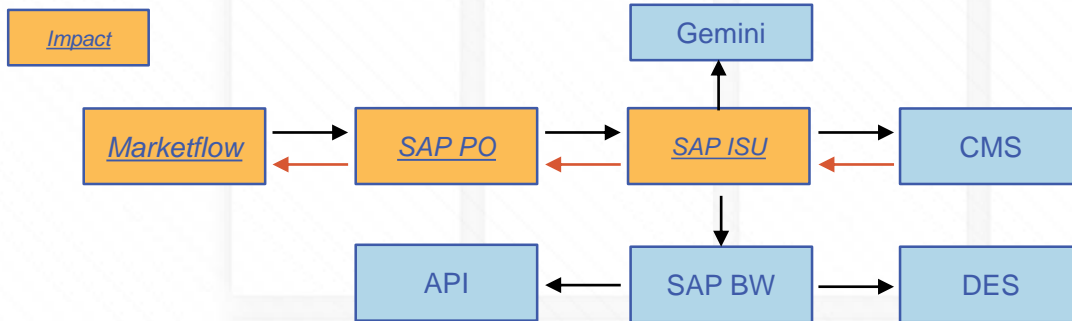 Impact
Gemini
Marketflow
SAP PO
SAP ISU
CMS
API
SAP BW
DES